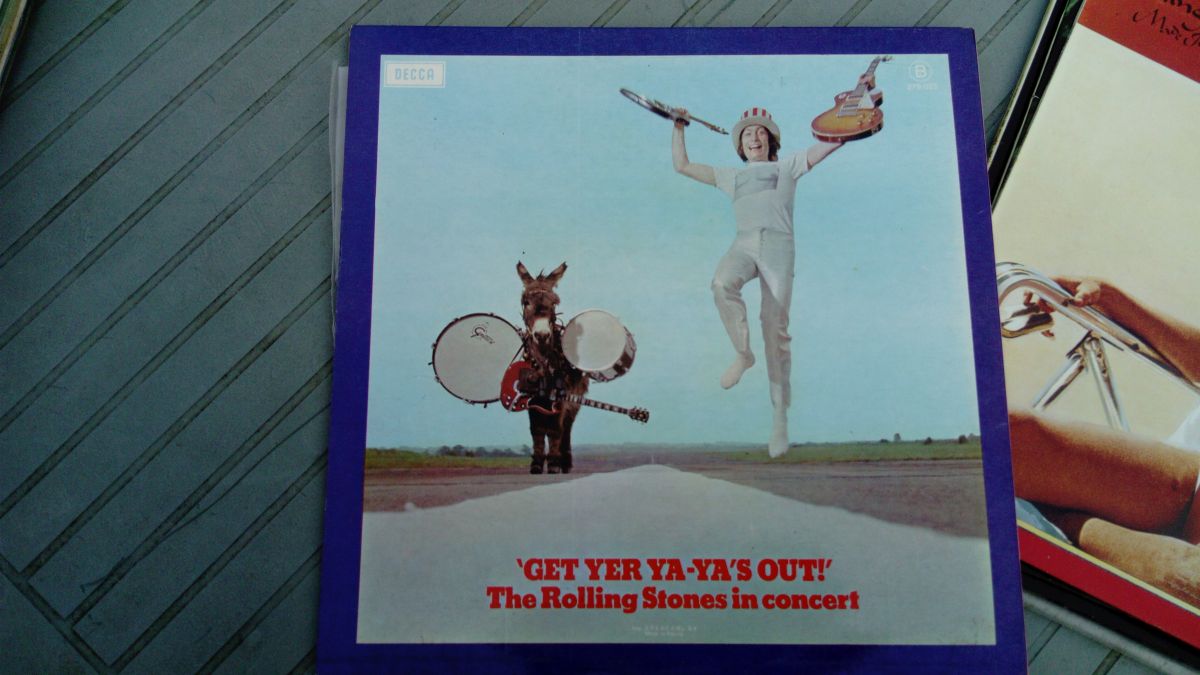 DECCA
B
'GET YER YA-YA'S OUT!'
The Rolling Stones in concert